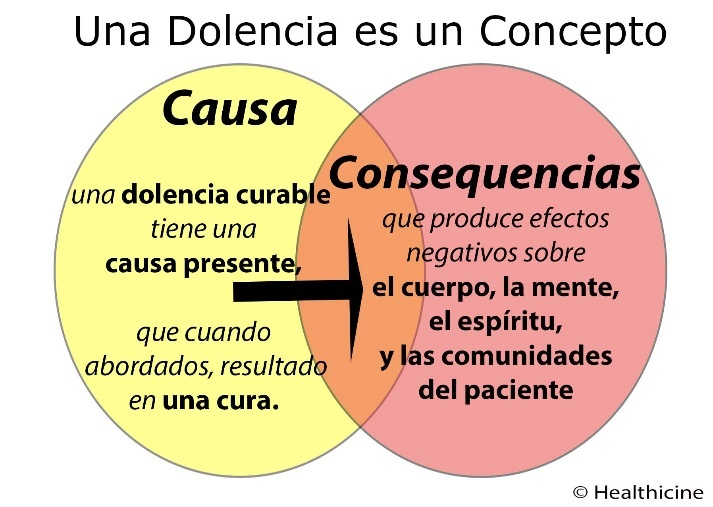 Una Dolencia es un Concepto
Causa
una dolencia curable
tiene una
causa presente,
que cuando
abordados, resultado
en una cura.
Consequencias
que produce efectos
negativos sobre
el cuerpo, la mente,
el espíritu,
y las comunidades
del paciente
© Healthicine